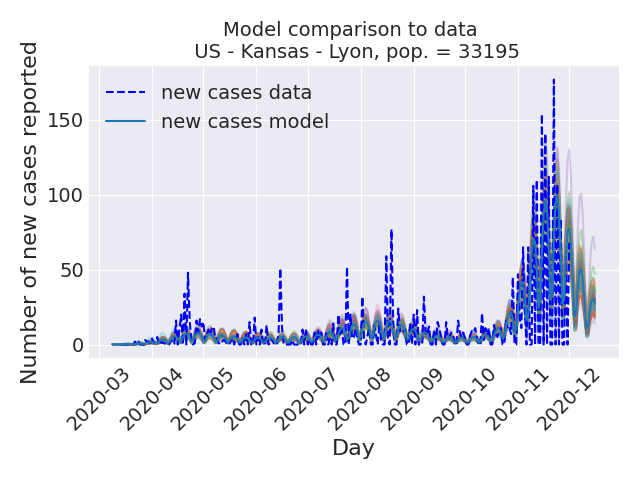 Model comparison to data
US - Kansas - Lyon, pop. = 33195
Number of new cases reported
new cases data
new cases model
150
100
50
0
2020-03
2020-04
2020-05
2020-06
2020-07
2020-08
2020-09
2020-10
2020-11
2020-12
Day